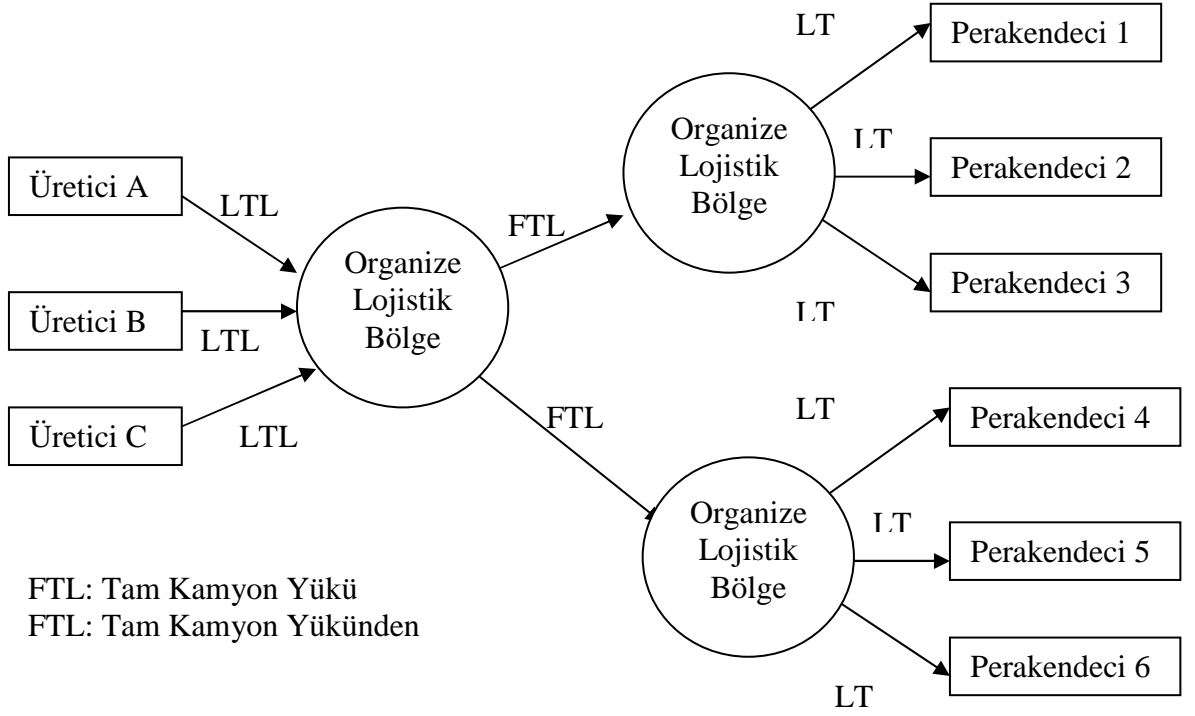 Üretici A
Üretici B
Üretici C
LTL
LTL
LTL
Organize
Lojistik
Bölge
FTL
FTL
Organize
Lojistik
Bölge
LT
LT
LT
Perakendeci 1
Perakendeci 2
Perakendeci 3
Organize
Lojistik
Bölge
LT
LT
LT
Perakendeci 4
Perakendeci 5
Perakendeci 6
FTL: Tam Kamyon Yükü
FTL: Tam Kamyon Yükünden